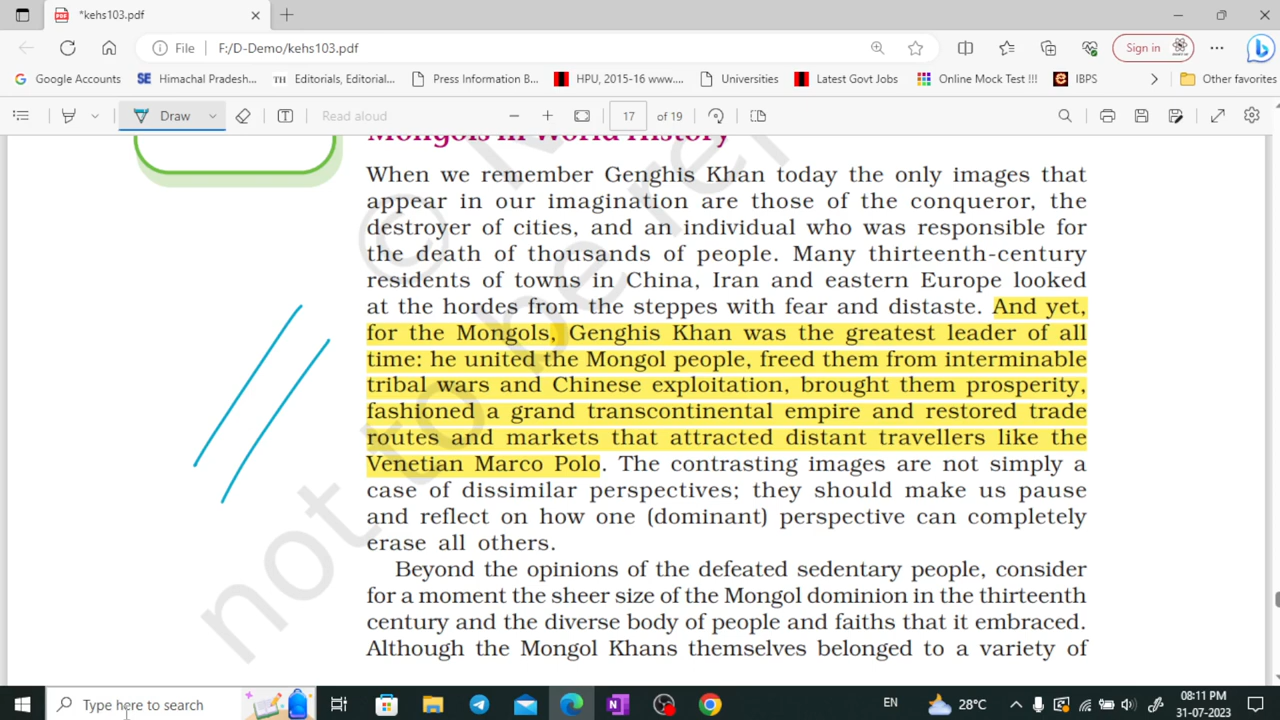 *kehs103.pdf
File F:/D-Demo/kehs103.pdf Sign in
Google Accounts SE Himachal Pradesh... TH Editorials, Editorial... Press Information B... HPU, 2015-16 www.... Universities Latest Govt Jobs Online Mock Test !!! IBPS Other favorites
Draw Read aloud 17 of 19
Mongols in World History
When we remember Genghis Khan today the only images that
appear in our imagination are those of the conqueror, the
destroyer of cities, and an individual who was responsible for
the death of thousands of people. Many thirteenth-century
residents of towns in China, Iran and eastern Europe looked
at the hordes from the steppes with fear and distaste. And yet,
for the Mongols, Genghis Khan was the greatest leader of all
time: he united the Mongol people, freed them from interminable
tribal wars and Chinese exploitation, brought them prosperity,
fashioned a grand transcontinental empire and restored trade
routes and markets that attracted distant travellers like the
Venetian Marco Polo. The contrasting images are not simply a
case of dissimilar perspectives; they should make us pause
and reflect on how one (dominant) perspective can completely
erase all others.
Beyond the opinions of the defeated sedentary people, consider
for a moment the sheer size of the Mongol dominion in the thirteenth
century and the diverse body of people and faiths that it embraced.
Although the Mongol Khans themselves belonged to a variety of
not to be re
©
Type here to search EN 28°C 08:11 PM
31-07-2023